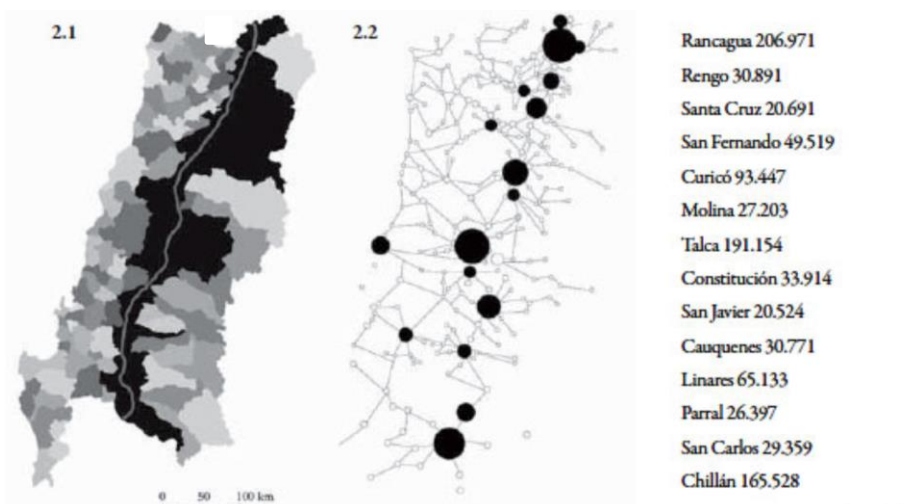 2.1
2.2
Rancagua 206.971
Rengo 30.891
Santa Cruz 20.691
San Fernando 49.519
Curicó 93.447
Molina 27.203
Talca 191.154
Constitución 33.914
San Javier 20.524
Cauquenes 30.771
Linares 65.133
Parral 26.397
San Carlos 29.359
Chillán 165.528
0 50 100 km